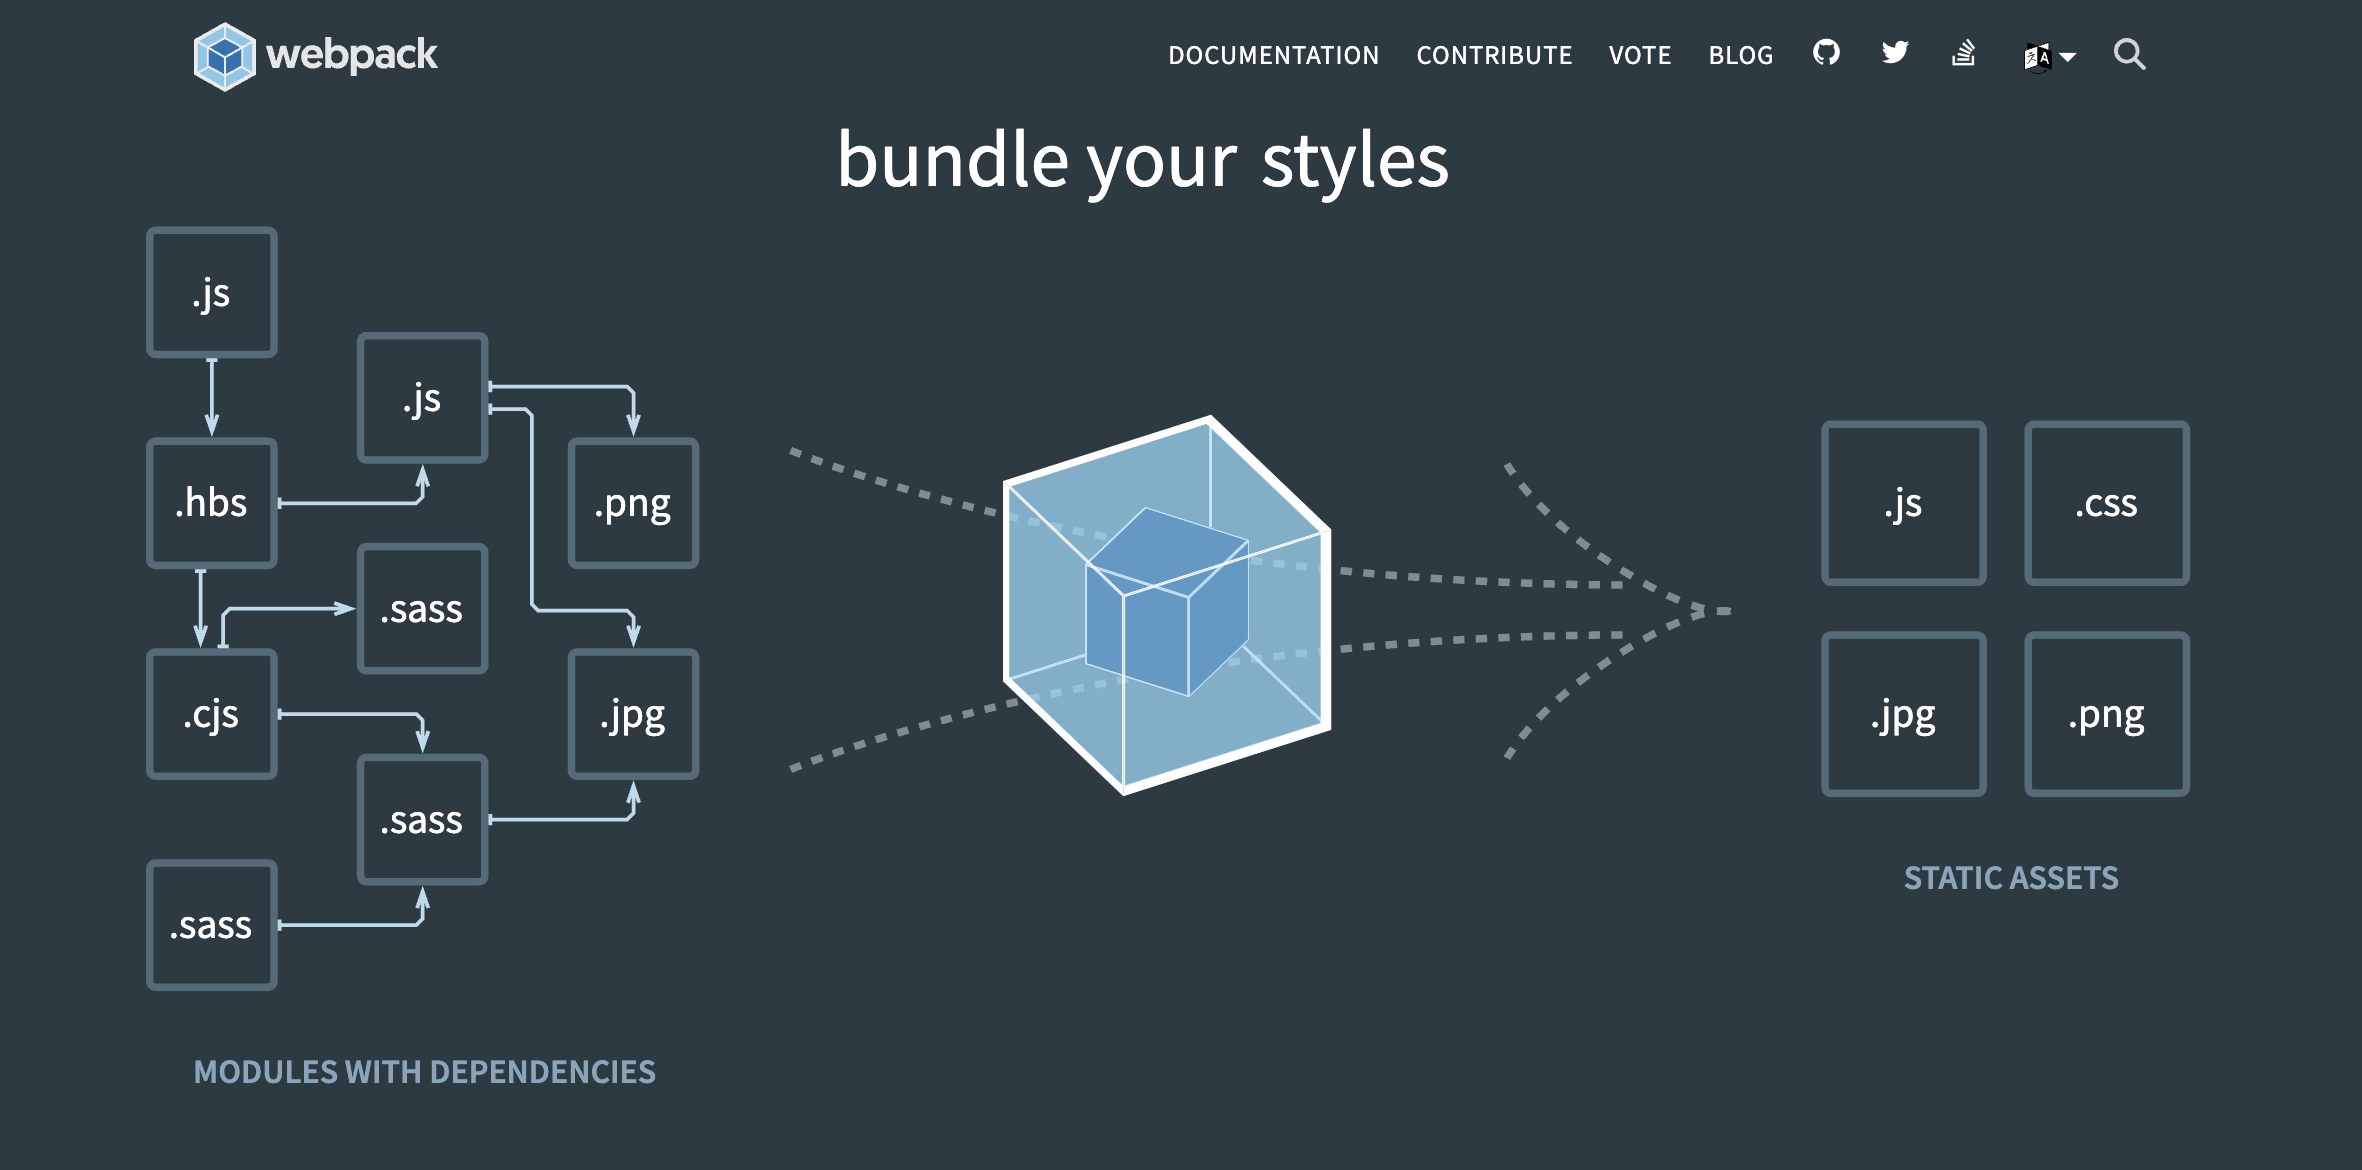 webpack
DOCUMENTATION CONTRIBUTE VOTE BLOG
bundle your styles
.js
.js
.hbs
.png
.sass
.cjs
.jpg
.sass
.sass
MODULES WITH DEPENDENCIES
.js
.css
.jpg
.png
STATIC ASSETS